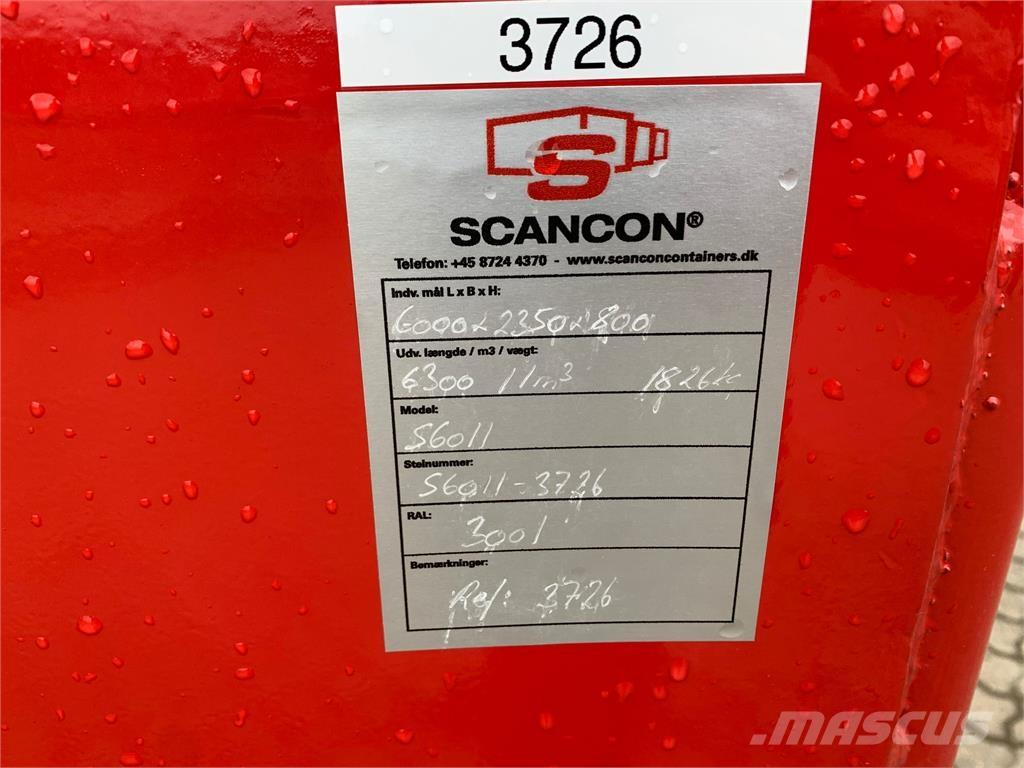 3726
S
SCANCON®
Telefon: +45 8724 4370 - www.scanconcontainers.dk
Indv. mål L x B x H:
6000x2350x800
Udv. længde / m3 / vægt:
6300 11m³ 1826kg
Model:
S6011
Stelnummer:
S6011-3726
RAL:
3001
Bemærkninger:
Ref: 3726
MASCUS